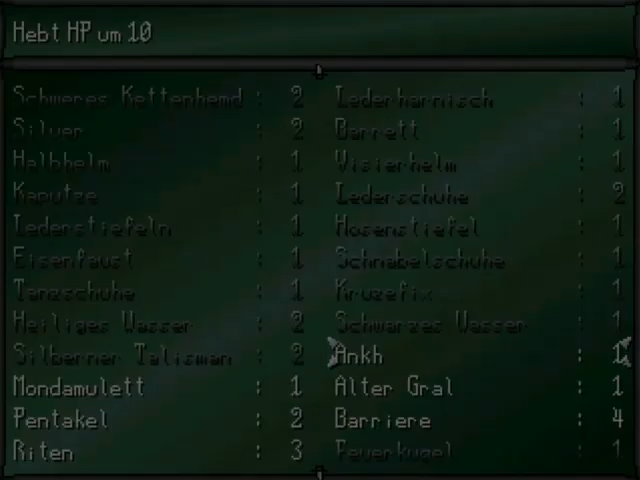 Hebt HP um 10
Schweres Kettenhemd : 2 Lederharnisch : 1
Silver : 2 Barrett : 1
Halbhelm : 1 Visierhelm : 1
Kaputze : 1 Lederschuhe : 2
Lederstiefeln : 1 Hosenstiefel : 1
Eisenfaust : 1 Schnabelschuhe : 1
Tanzschuhe : 1 Kruzefix : 1
Heiliges Wasser : 2 Schwarzes Wasser : 1
Silberner Talisman : 2 Ankh : 1
Mondamulett : 1 Alter Gral : 1
Pentakel : 2 Barriere : 4
Riten : 3 Feuerkugel : 1